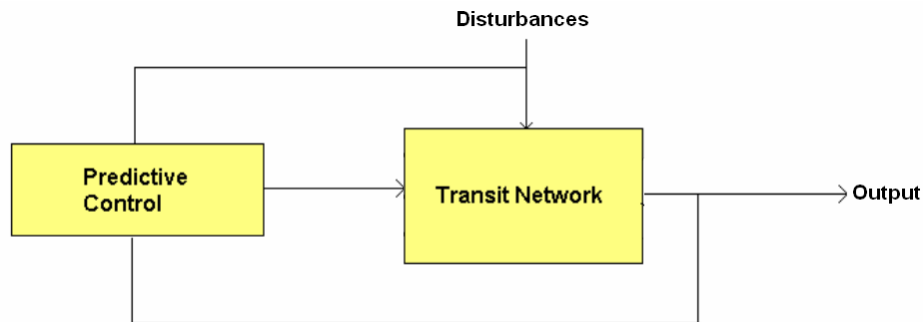 Disturbances
Predictive
Control
Transit Network
Output